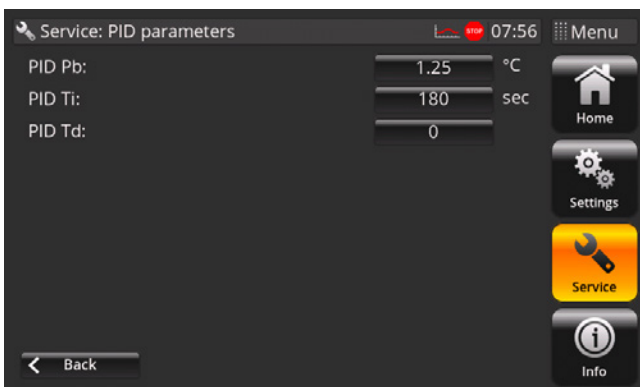 Service: PID parameters
STOP
07:56
Menu
PID Pb:
1.25
°C
PID Ti:
180
sec
PID Td:
0
Home
Settings
Service
Back
Info